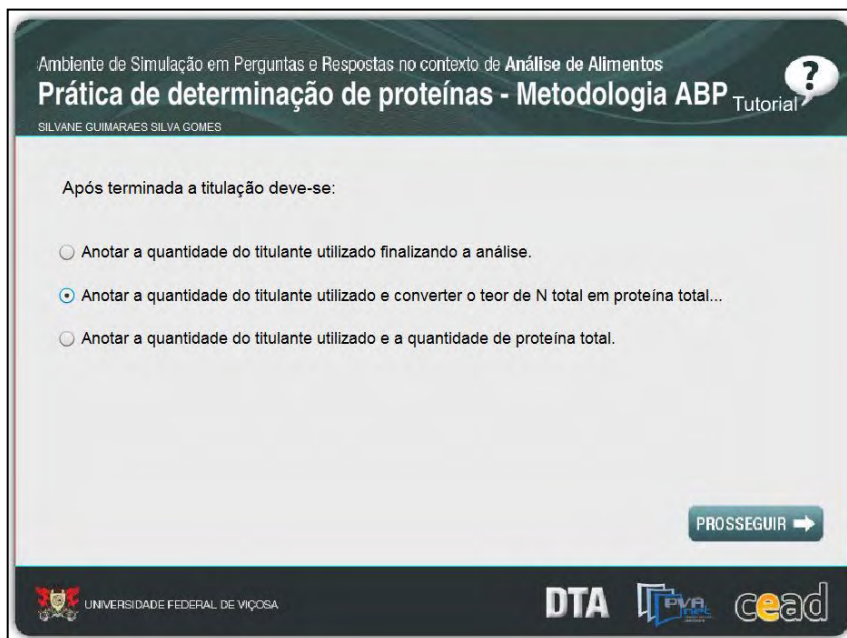 Ambiente de Simulação em Perguntas e Respostas no contexto de Análise de Alimentos
Prática de determinação de proteínas - Metodologia ABP
Tutorial ?
SILVANE GUIMARAES SILVA GOMES
Após terminada a titulação deve-se:
Anotar a quantidade do titulante utilizado finalizando a análise.
Anotar a quantidade do titulante utilizado e converter o teor de N total em proteína total...
Anotar a quantidade do titulante utilizado e a quantidade de proteína total.
PROSSEGUIR
UNIVERSIDADE FEDERAL DE VIÇOSA
DTA
PVA
net
cead